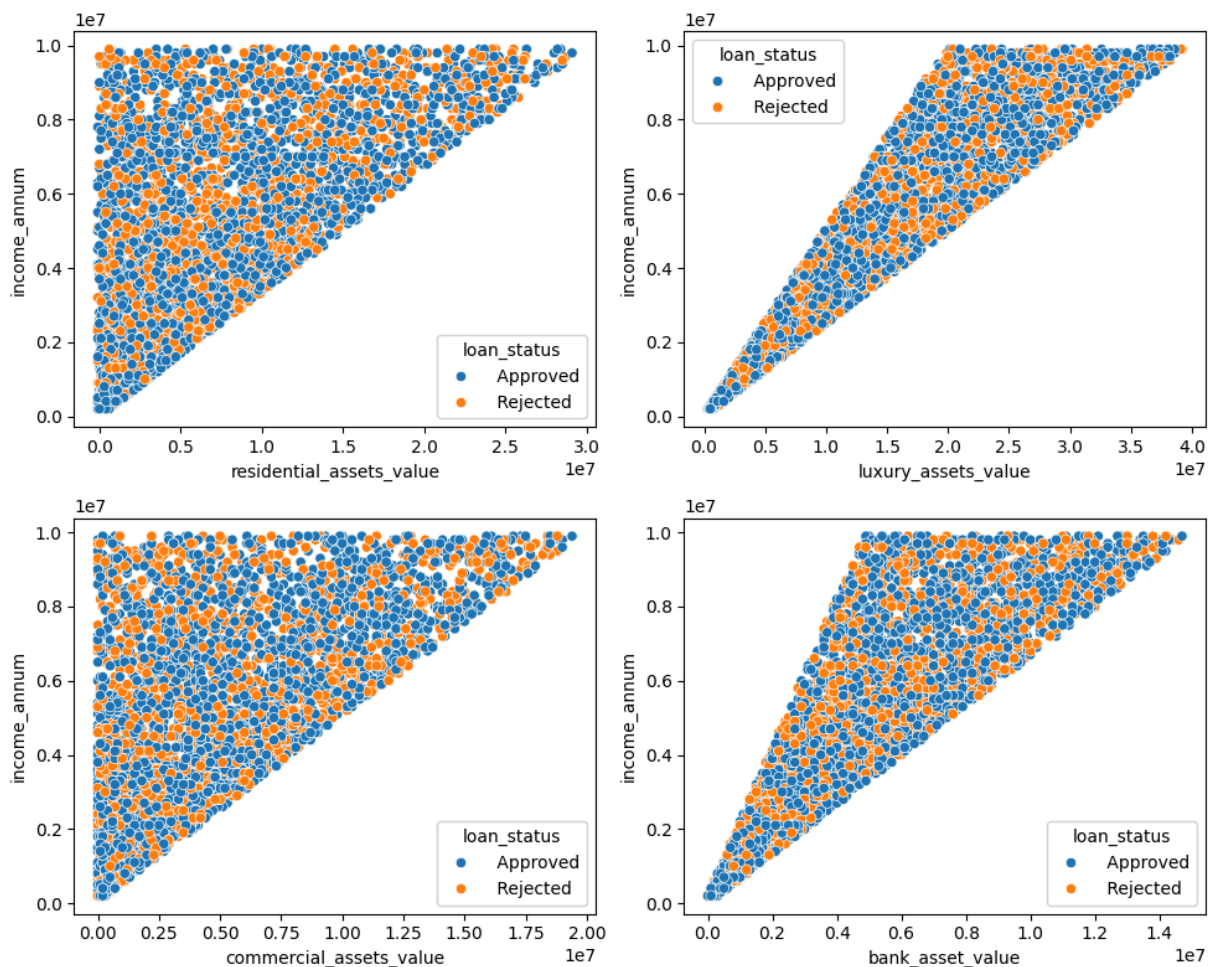 1e7
1.0
0.8
0.6
0.4
0.2
0.0
income_annum
loan_status
Approved
Rejected
0.0 0.5 1.0 1.5 2.0 2.5 3.0
1e7
residential_assets_value
1e7
1.0
0.8
0.6
0.4
0.2
0.0
income_annum
loan_status
Approved
Rejected
0.0 0.5 1.0 1.5 2.0 2.5 3.0 3.5 4.0
1e7
luxury_assets_value
1e7
1.0
0.8
0.6
0.4
0.2
0.0
income_annum
loan_status
Approved
Rejected
0.00 0.25 0.50 0.75 1.00 1.25 1.50 1.75 2.00
1e7
commercial_assets_value
1e7
1.0
0.8
0.6
0.4
0.2
0.0
income_annum
loan_status
Approved
Rejected
0.0 0.2 0.4 0.6 0.8 1.0 1.2 1.4
1e7
bank_asset_value